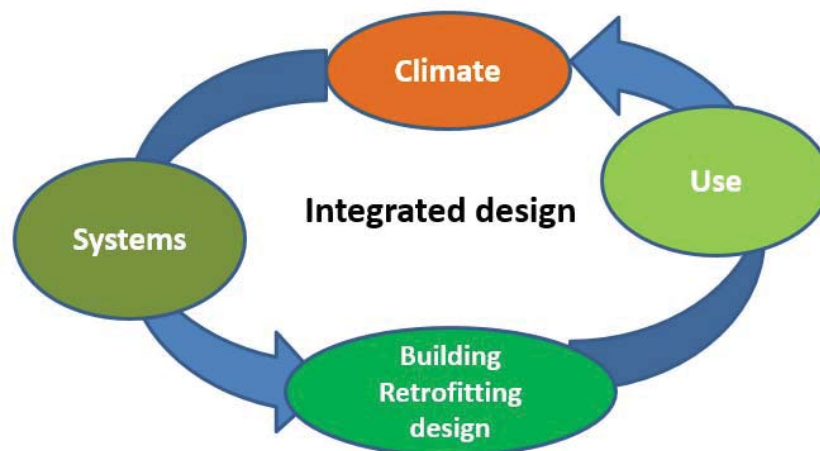 Climate
Use
Integrated design
Systems
Building
Retrofitting
design